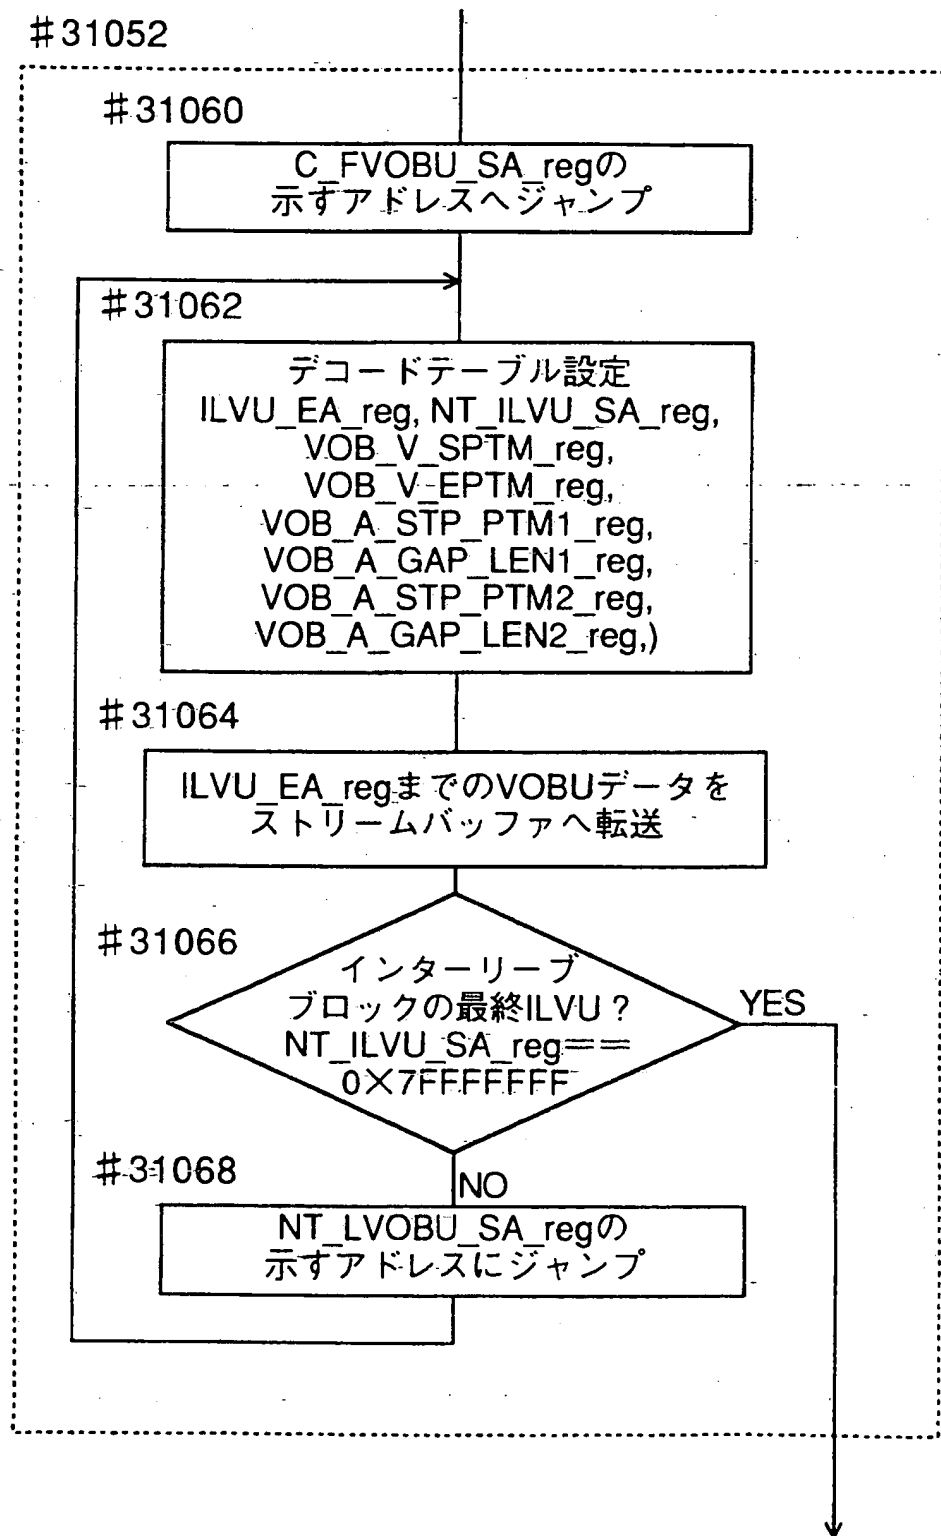 #31052
#31060
C_FVOBU_SA_regの
示すアドレスへジャンプ
#31062
デコードテーブル設定
ILVU_EA_reg, NT_ILVU_SA_reg,
VOB_V_SPTM_reg,
VOB_V_EPTM_reg,
VOB_A_STP_PTM1_reg,
VOB_A_GAP_LEN1_reg,
VOB_A_STP_PTM2_reg,
VOB_A_GAP_LEN2_reg,)
#31064
ILVU_EA_regまでのVOBUデータを
ストリームバッファへ転送
#31066
インターリーブ
ブロックの最終ILVU?
NT_ILVU_SA_reg==
0×7FFFFFFF
YES
#31068
NO
NT_LVOBU_SA_regの
示すアドレスにジャンプ